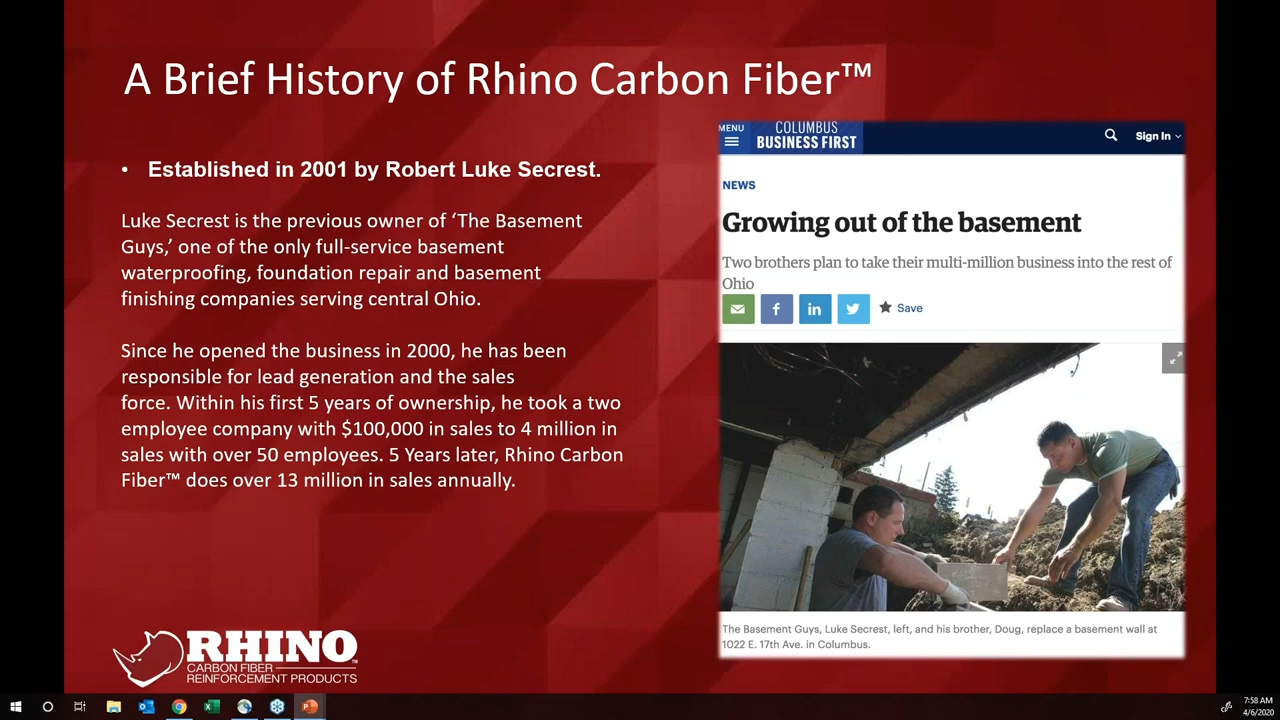 A Brief History of Rhino Carbon Fiber™
• Established in 2001 by Robert Luke Secrest.
Luke Secrest is the previous owner of ‘The Basement
Guys,’ one of the only full-service basement
waterproofing, foundation repair and basement
finishing companies serving central Ohio.
Since he opened the business in 2000, he has been
responsible for lead generation and the sales
force. Within his first 5 years of ownership, he took a two
employee company with $100,000 in sales to 4 million in
sales with over 50 employees. 5 Years later, Rhino Carbon
Fiber™ does over 13 million in sales annually.
MENU
COLUMBUS
BUSINESS FIRST
Sign In
NEWS
Growing out of the basement
Two brothers plan to take their multi-million business into the rest of
Ohio
f
in
Save
The Basement Guys, Luke Secrest, left, and his brother, Doug, replace a basement wall at
1022 E. 17th Ave. in Columbus.
RHINO™
CARBON FIBER
REINFORCEMENT PRODUCTS
7:58 AM
4/6/2020